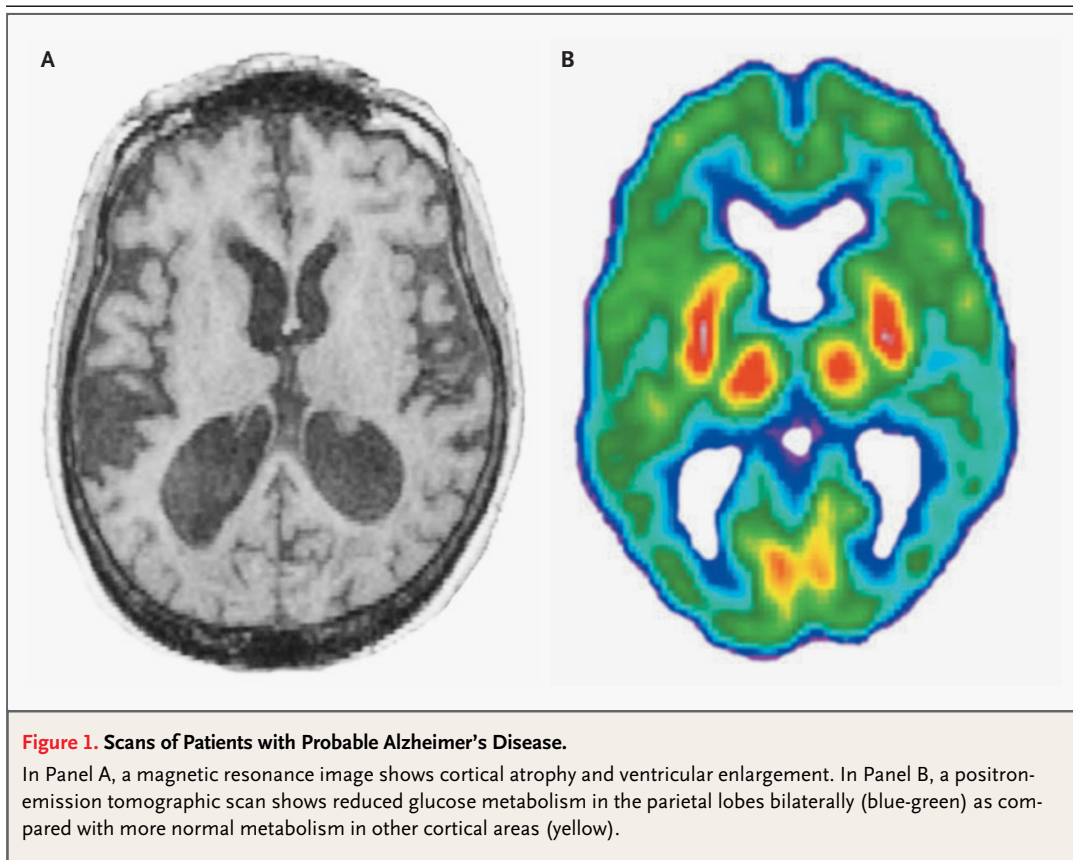 A
B
Figure 1. Scans of Patients with Probable Alzheimer’s Disease.
In Panel A, a magnetic resonance image shows cortical atrophy and ventricular enlargement. In Panel B, a positron-
emission tomographic scan shows reduced glucose metabolism in the parietal lobes bilaterally (blue-green) as com-
pared with more normal metabolism in other cortical areas (yellow).